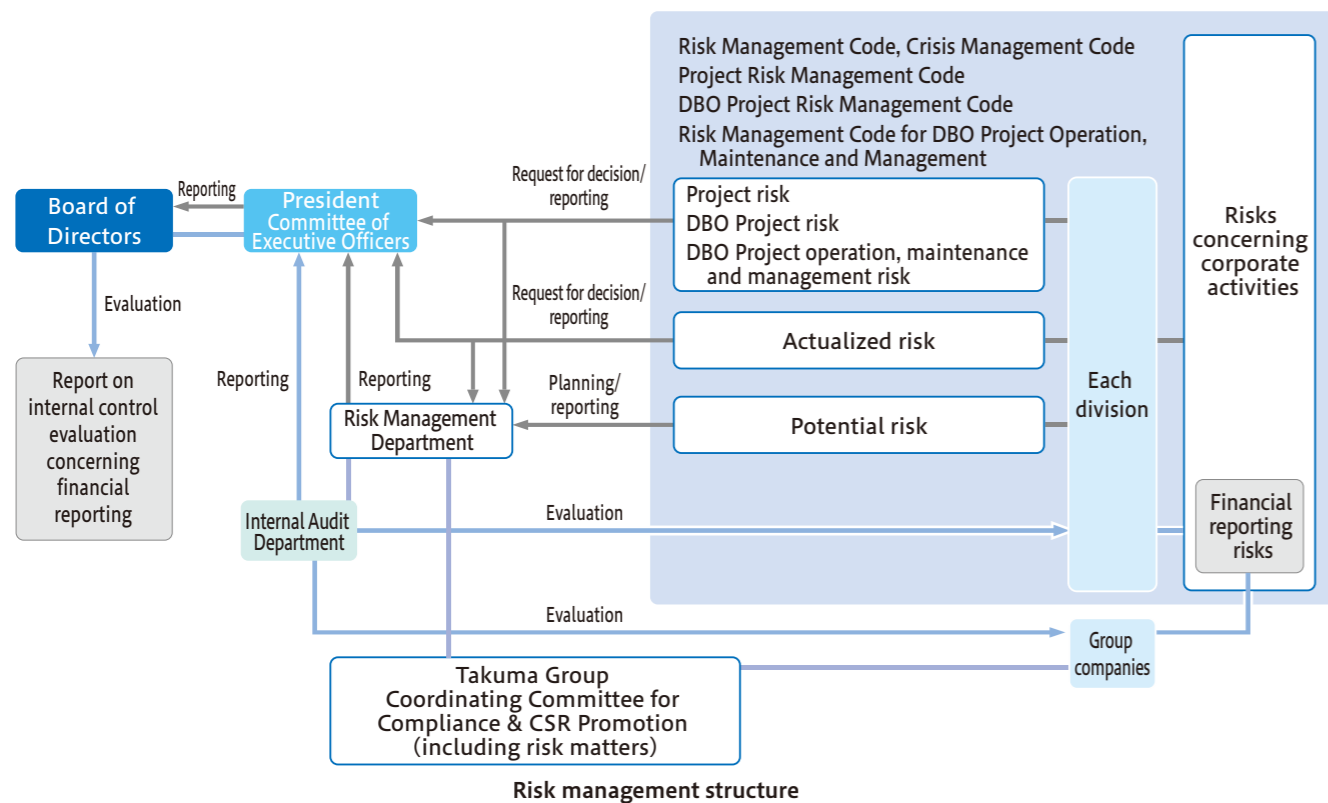 Risk Management Code, Crisis Management Code
Project Risk Management Code
DBO Project Risk Management Code
Risk Management Code for DBO Project Operation,
Maintenance and Management
Board of
Directors
Reporting
President
Committee of
Executive Officers
Request for decision/
reporting
Project risk
DBO Project risk
DBO Project operation, maintenance
and management risk
Risks
concerning
corporate
activities
Evaluation
Request for decision/
reporting
Actualized risk
Each
division
Report on
internal control
evaluation
concerning
financial
reporting
Reporting
Reporting
Planning/
reporting
Risk Management
Department
Potential risk
Internal Audit
Department
Evaluation
Financial
reporting
risks
Evaluation
Group
companies
Takuma Group
Coordinating Committee for
Compliance & CSR Promotion
(including risk matters)
Risk management structure